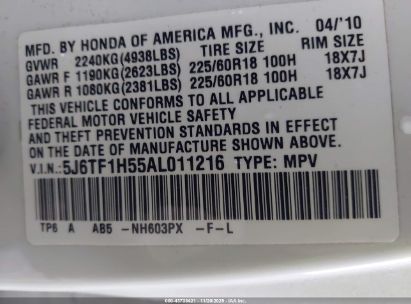 MFD. BY HONDA OF AMERICA MFG., INC. 04/'10
GVWR 2240KG(4938LBS) TIRE SIZE RIM SIZE
GAWR F 1190KG(2623LBS) 225/60R18 100H 18X7J
GAWR R 1080KG(2381LBS) 225/60R18 100H 18X7J
THIS VEHICLE CONFORMS TO ALL APPLICABLE
FEDERAL MOTOR VEHICLE SAFETY
AND THEFT PREVENTION STANDARDS IN EFFECT
ON THE DATE OF MANUFACTURE SHOWN ABOVE.
V.I.N.: 5J6TF1H55AL011216 TYPE: MPV
TP6 A AB5 -NH603PX -F-L